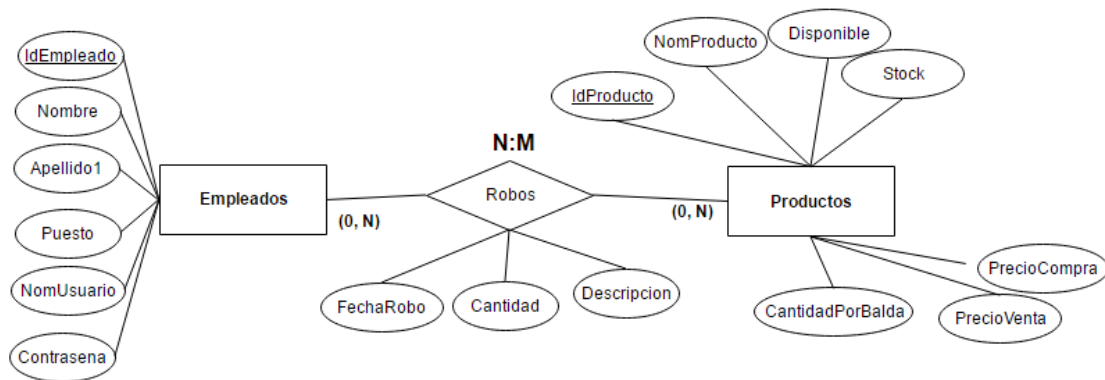 IdEmpleado
Nombre
Apellido1
Puesto
NomUsuario
Contrasena
Empleados
(0, N)
N:M
Robos
FechaRobo
Cantidad
Descripcion
(0, N)
Productos
IdProducto
NomProducto
Disponible
Stock
CantidadPorBalda
PrecioVenta
PrecioCompra